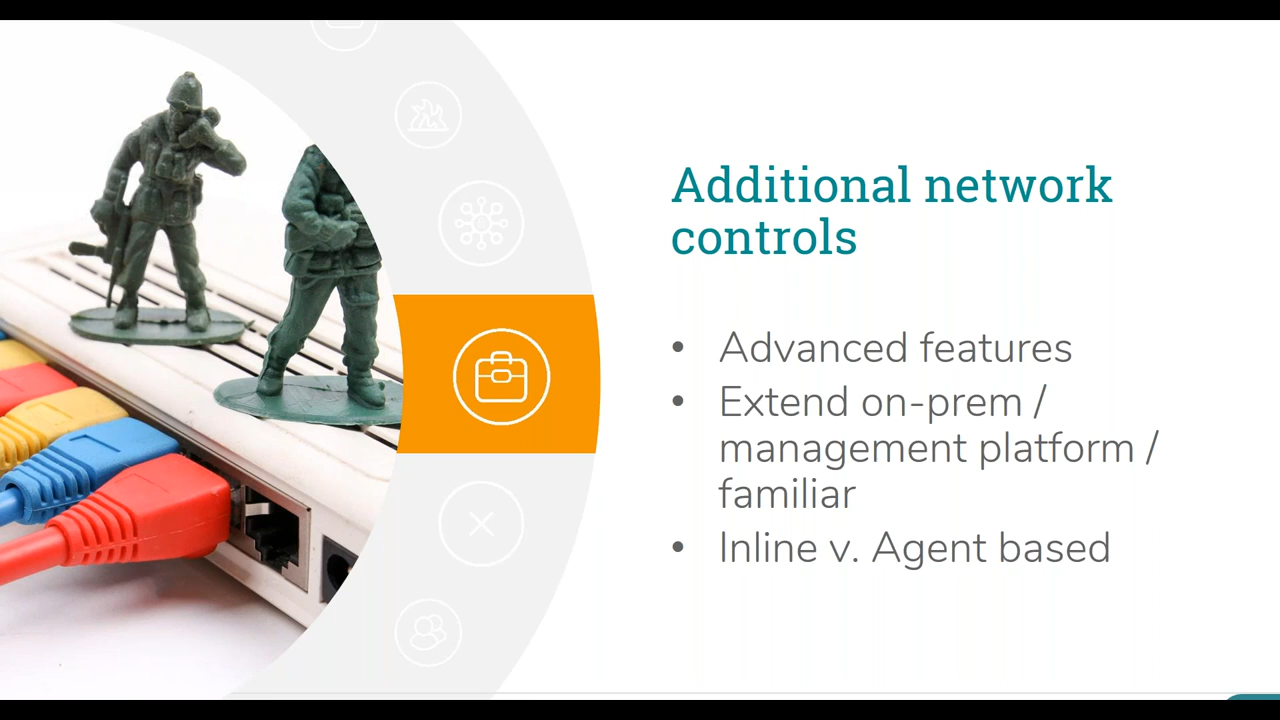 Additional network
controls
• Advanced features
• Extend on-prem /
management platform /
familiar
• Inline v. Agent based